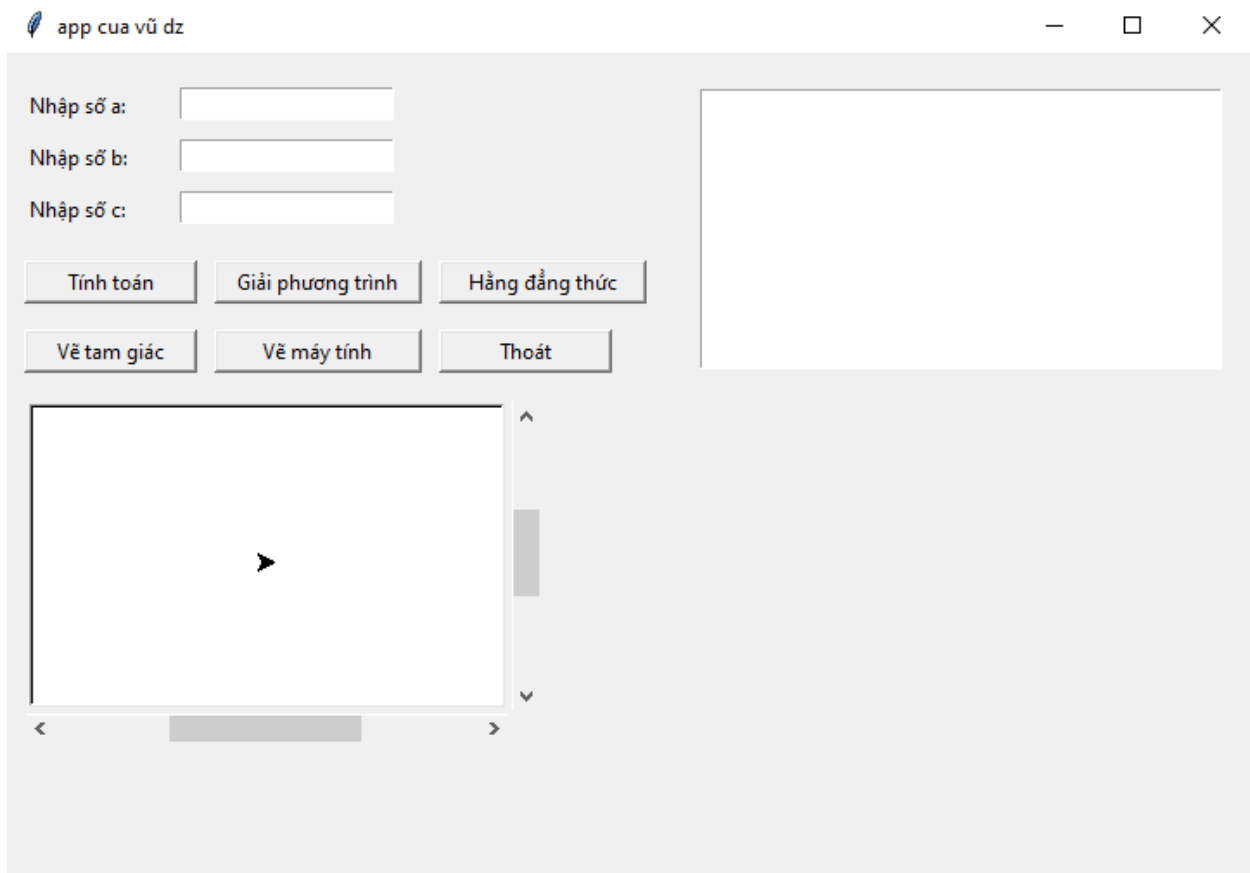 app cua vũ dz
Nhập số a:
Nhập số b:
Nhập số c:
Tính toán Giải phương trình Hằng đẳng thức
Vẽ tam giác Vẽ máy tính Thoát